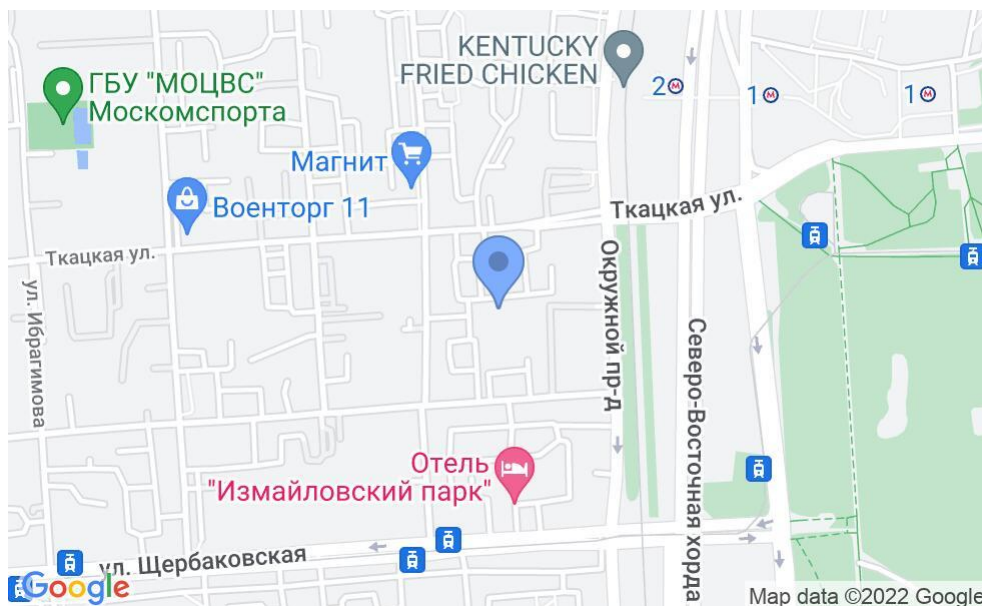 KENTUCKY
FRIED CHICKEN
ГБУ "МОЦВС"
Москомспорта
2 М
1 М
1 М
Магнит
Военторг 11
Ткацкая ул.
Ткацкая ул.
ул. Ибрагимова
Окружной пр-д
Северо-Восточная хорда
Отель
"Измайловский парк"
ул. Щербаковская
Google
Map data ©2022 Google